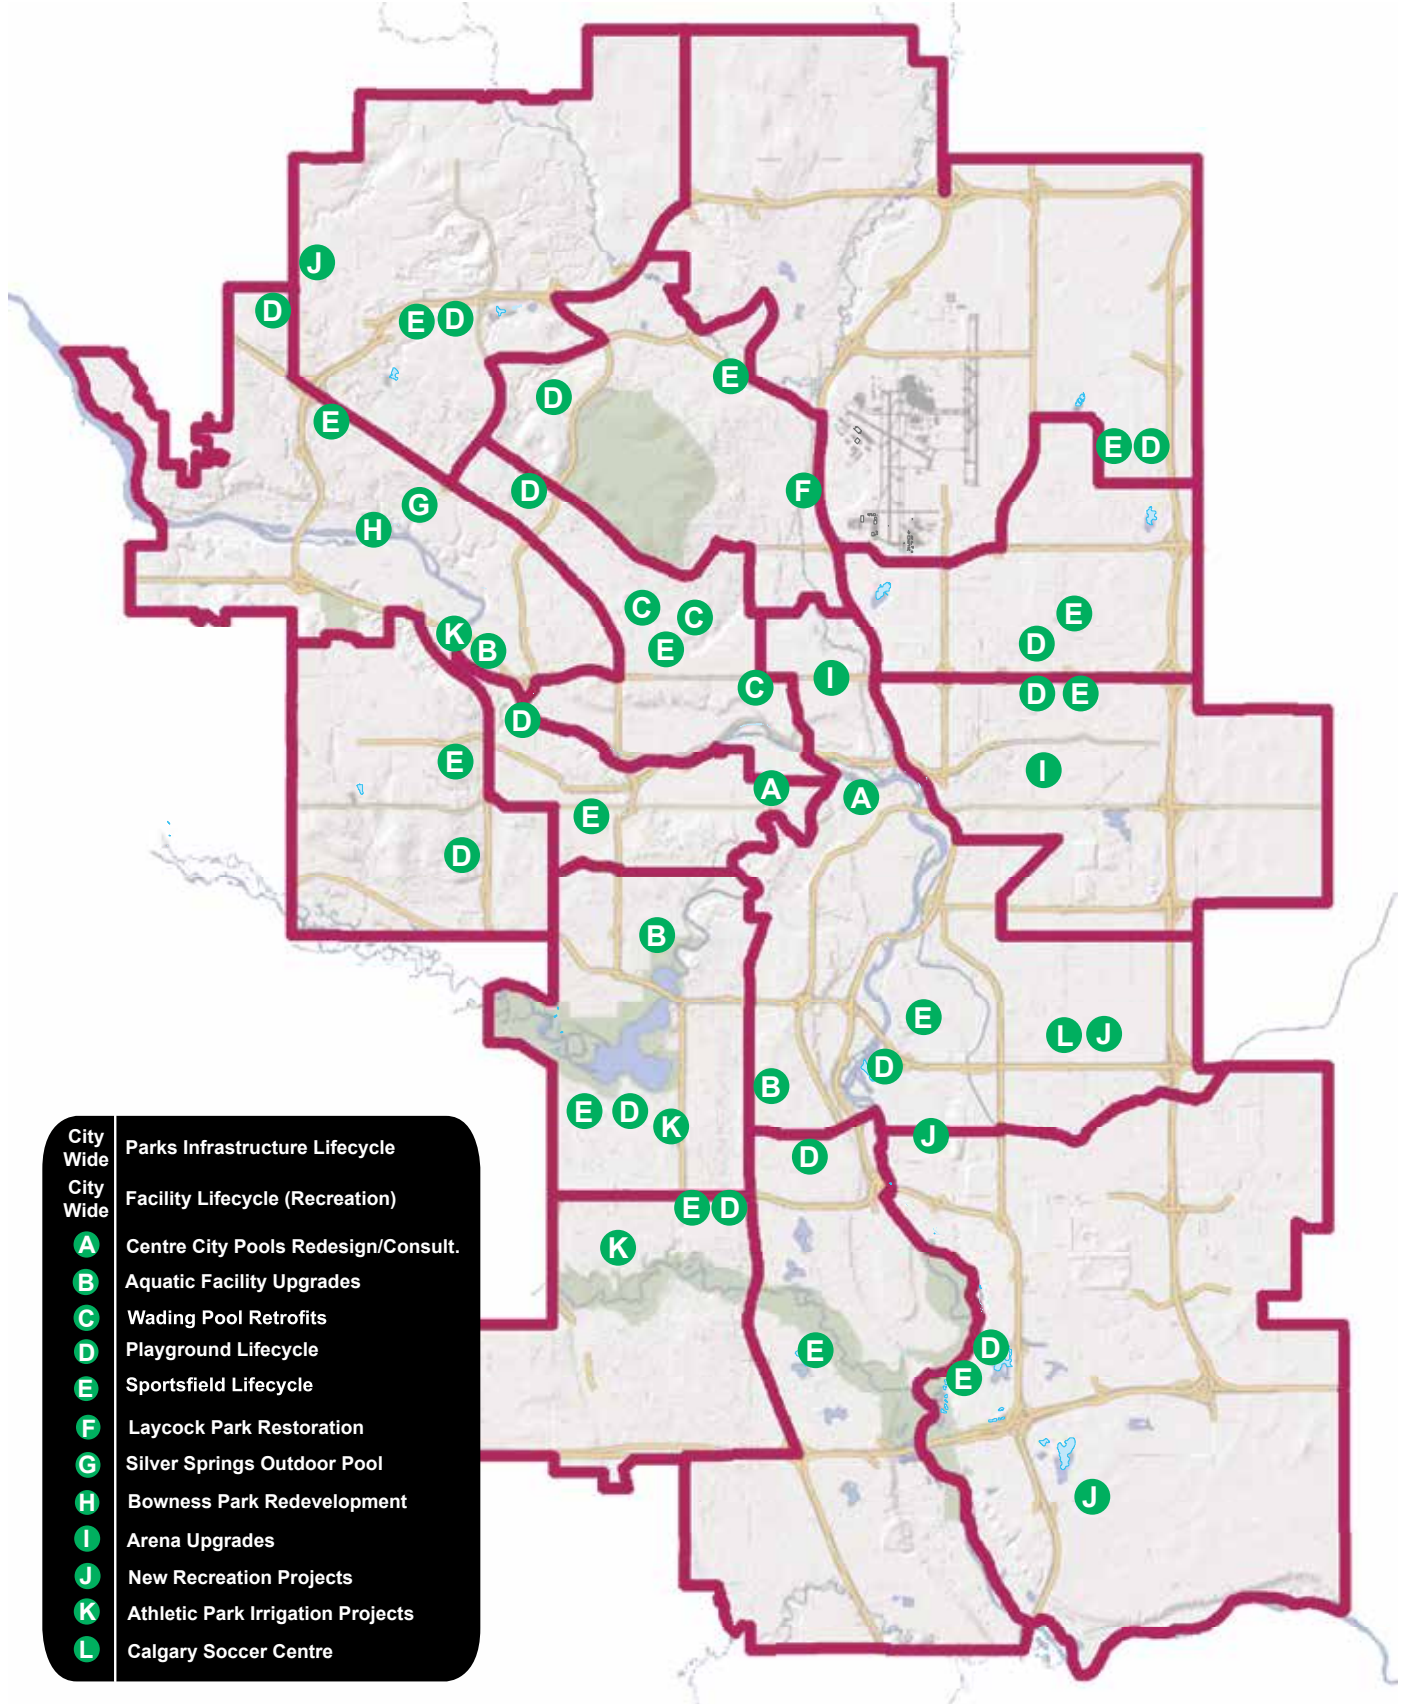 J
D
E D
E
D
E
E D
D
F
G
H
C
C
E
K
B
E
D
I
C
D E
D
E
I
A
A
E
D
B
E
L J
D
B
E D
K
J
D
E D
K
E
D
E
J
City
Wide
Parks Infrastructure Lifecycle
City
Wide
Facility Lifecycle (Recreation)
A Centre City Pools Redesign/Consult.
B Aquatic Facility Upgrades
C Wading Pool Retrofits
D Playground Lifecycle
E Sportsfield Lifecycle
F Laycock Park Restoration
G Silver Springs Outdoor Pool
H Bowness Park Redevelopment
I Arena Upgrades
J New Recreation Projects
K Athletic Park Irrigation Projects
L Calgary Soccer Centre